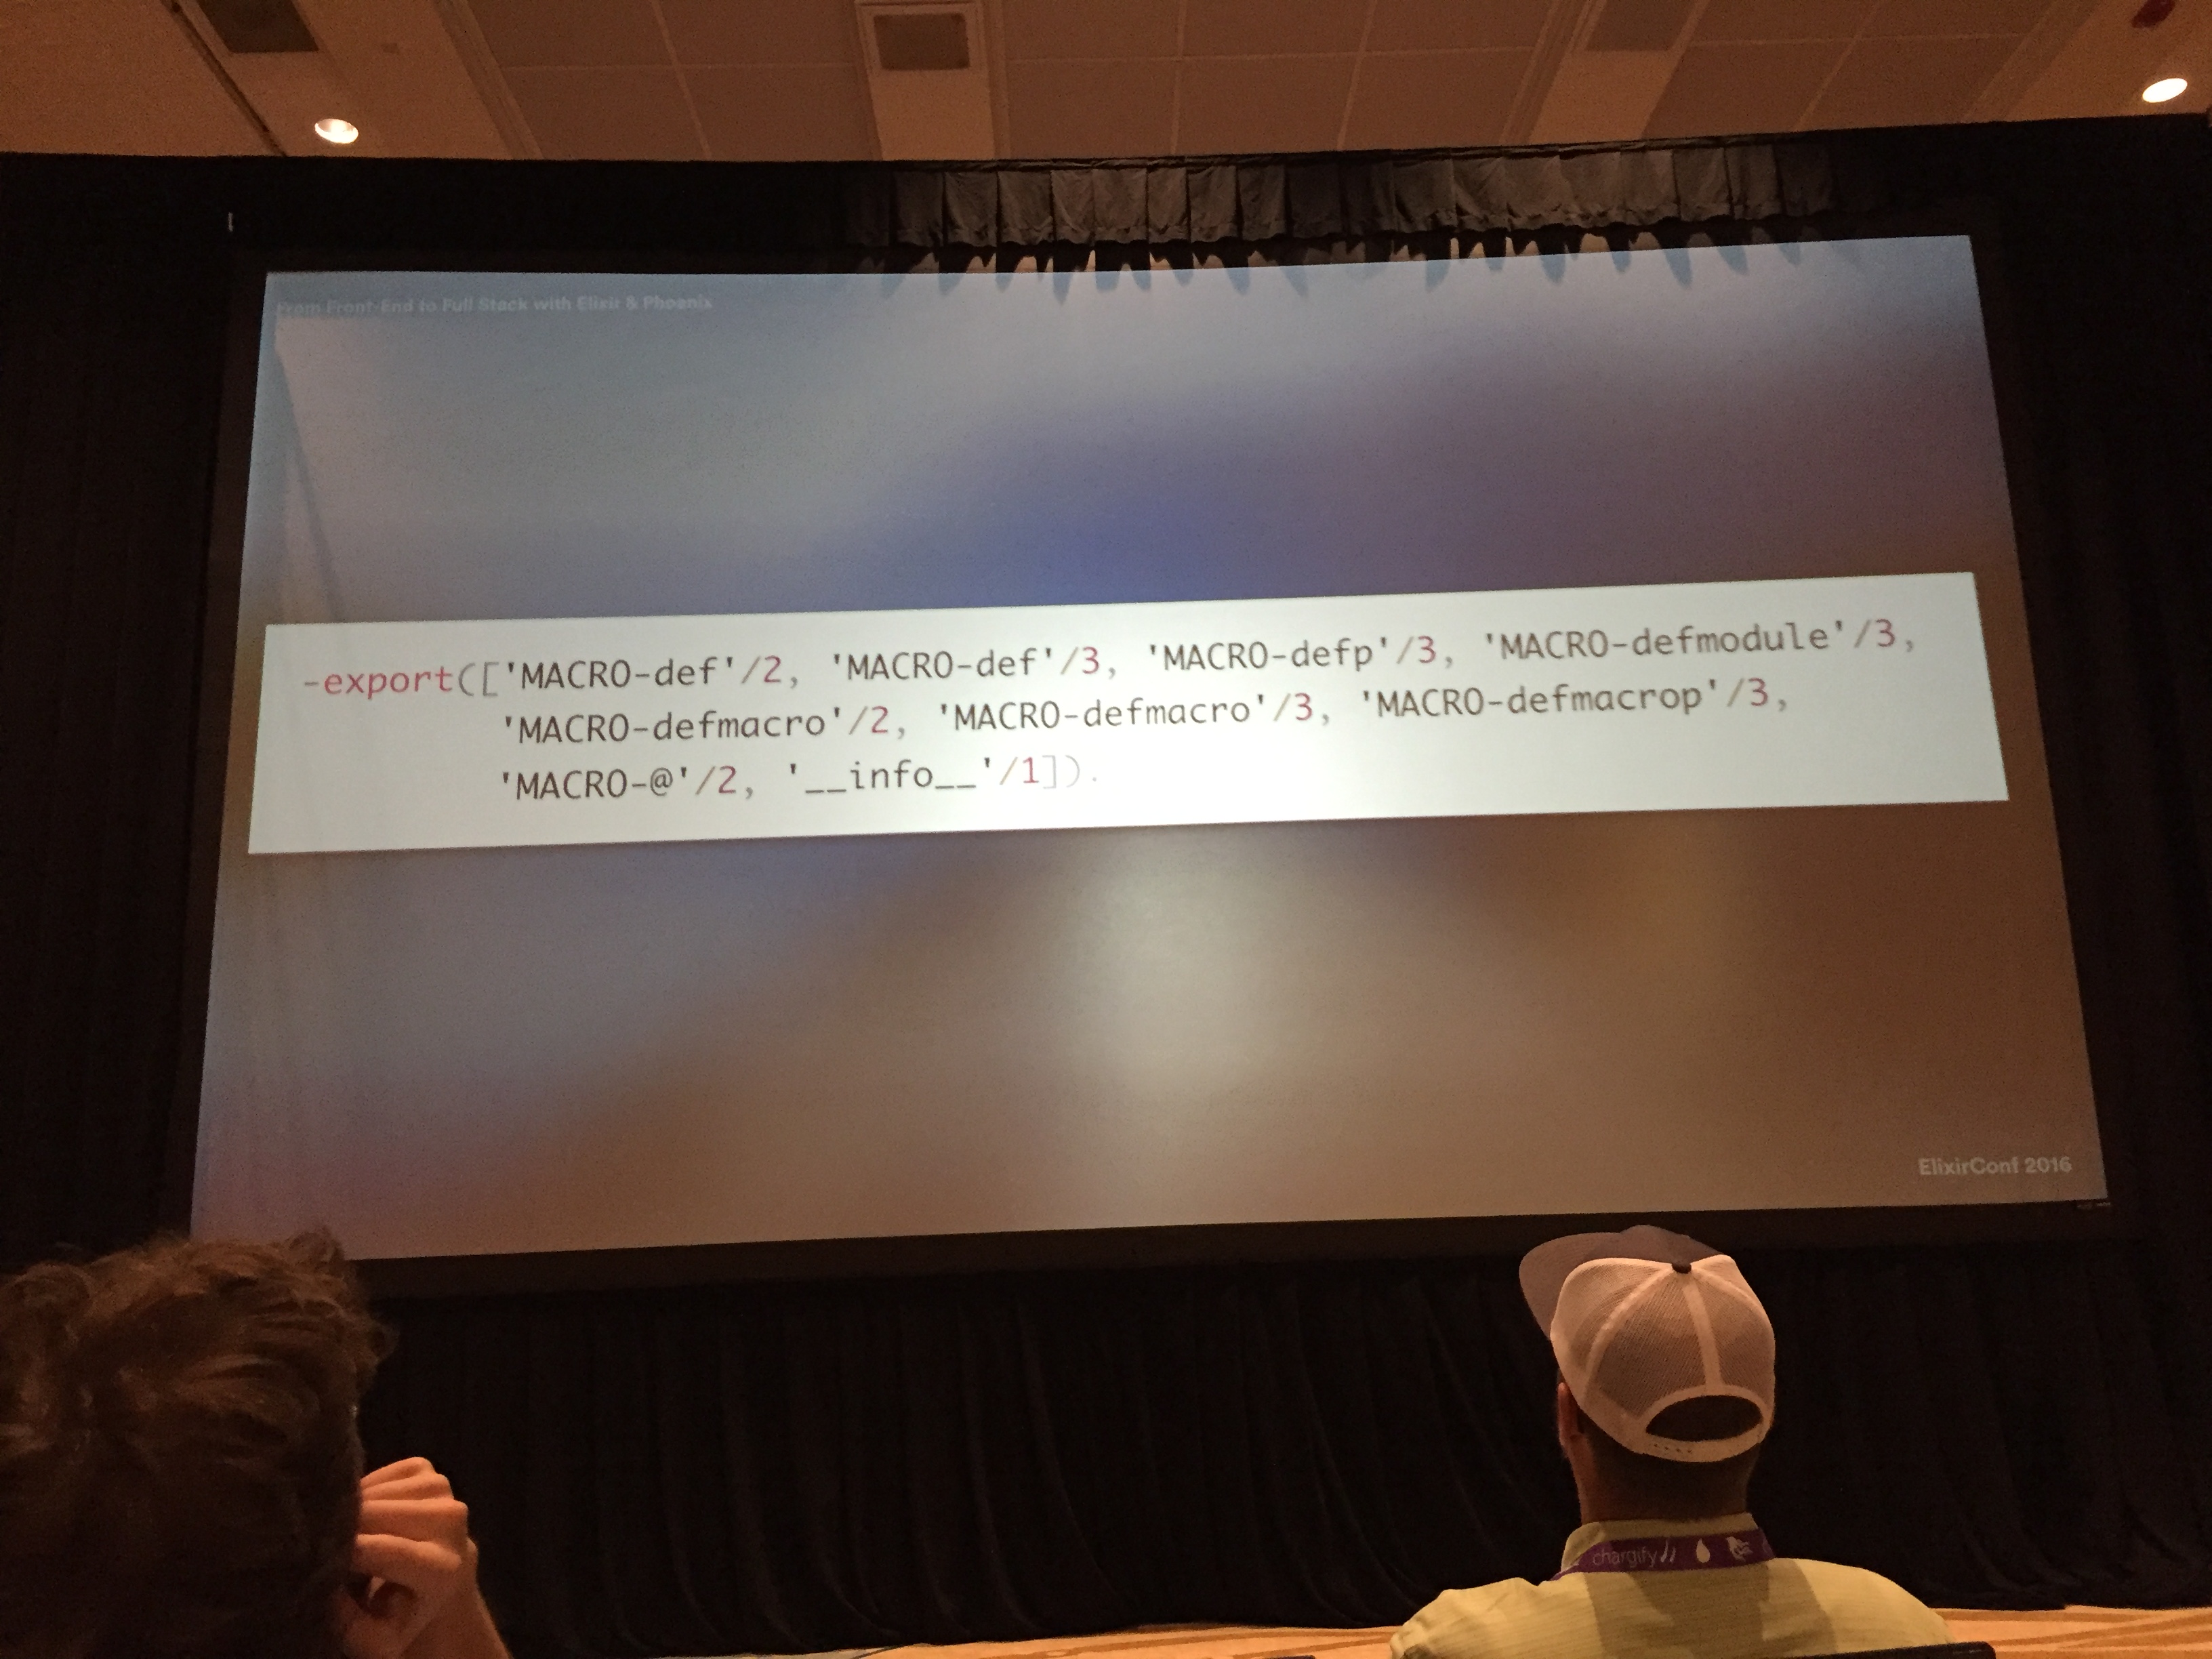 From Front-End to Full Stack with Elixir & Phoenix
-export(['MACRO-def'/2, 'MACRO-def'/3, 'MACRO-defp'/3, 'MACRO-defmodule'/3,
'MACRO-defmacro'/2, 'MACRO-defmacro'/3, 'MACRO-defmacrop'/3,
'MACRO-@'/2, '__info__'/1]).
ElixirConf 2016
chargify